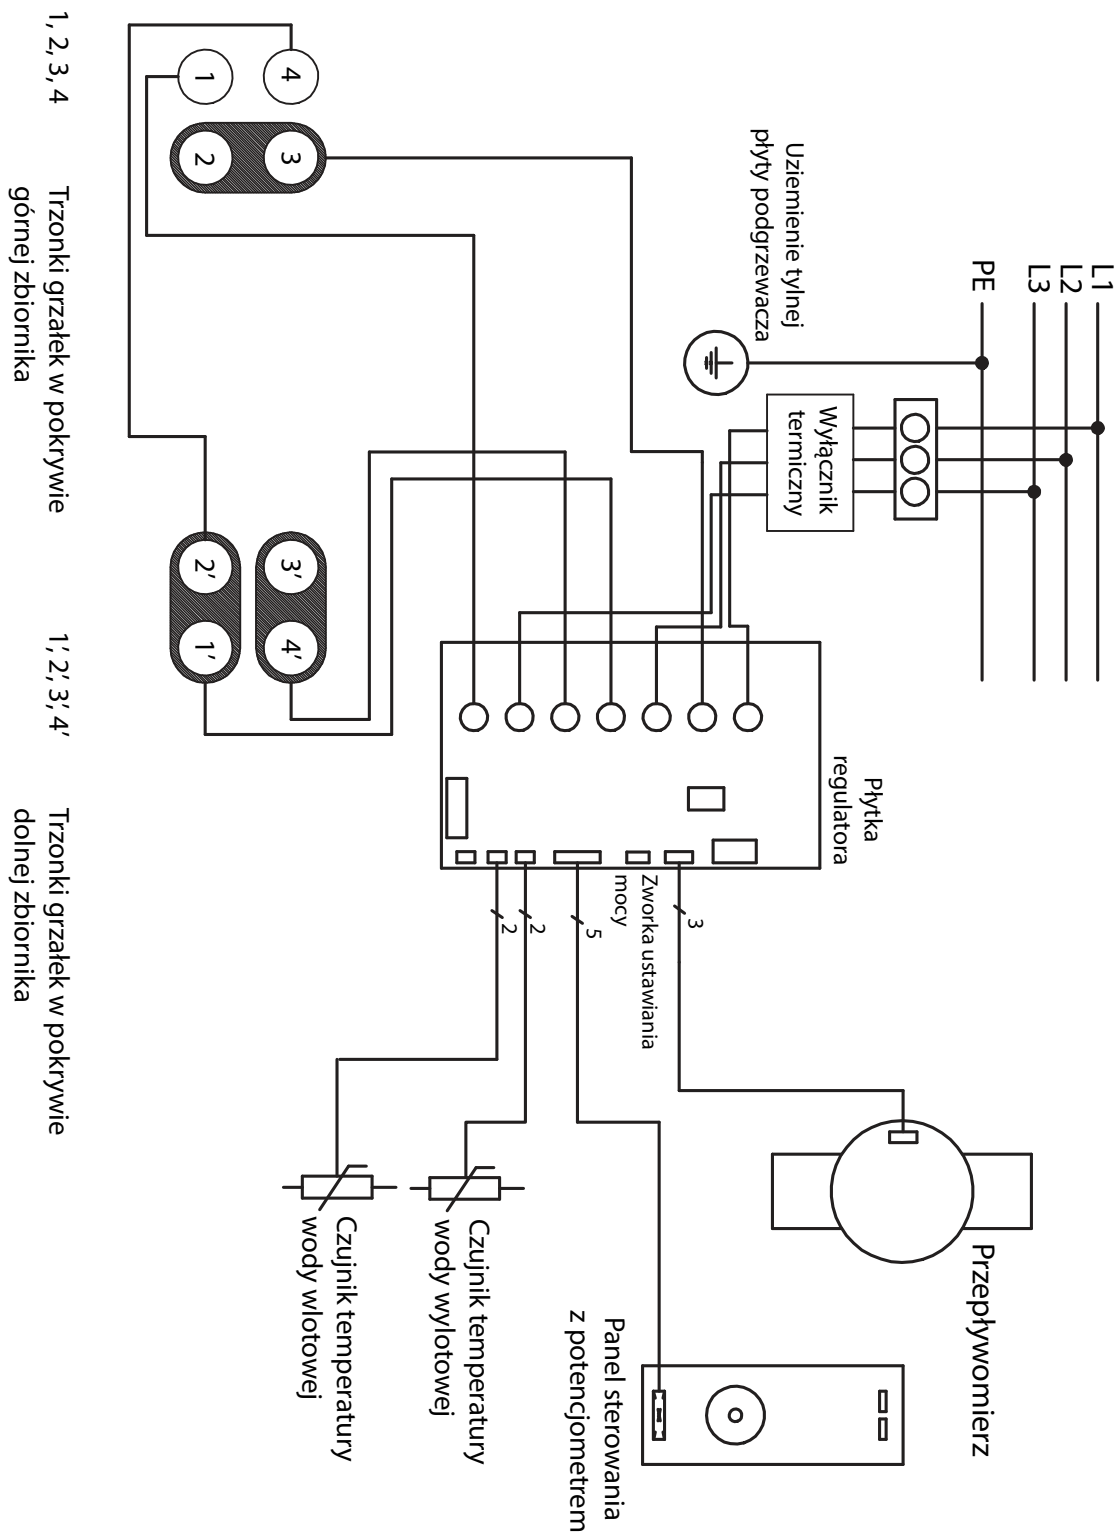 L1
L2
L3
PE
Uziemienie tylnej
płyty podgrzewacza
Wyłącznik
termiczny
Płytka
regulatora
Zworka ustawiania
mocy
3
5
2
2
Przepływomierz
Panel sterowania
z potencjometrem
Czujnik temperatury
wody wylotowej
Czujnik temperatury
wody wlotowej
4
3
1
2
3’
4’
2’
1’
1, 2, 3, 4
Trzonki grzałek w pokrywie
górnej zbiornika
1’, 2’, 3’, 4’
Trzonki grzałek w pokrywie
dolnej zbiornika